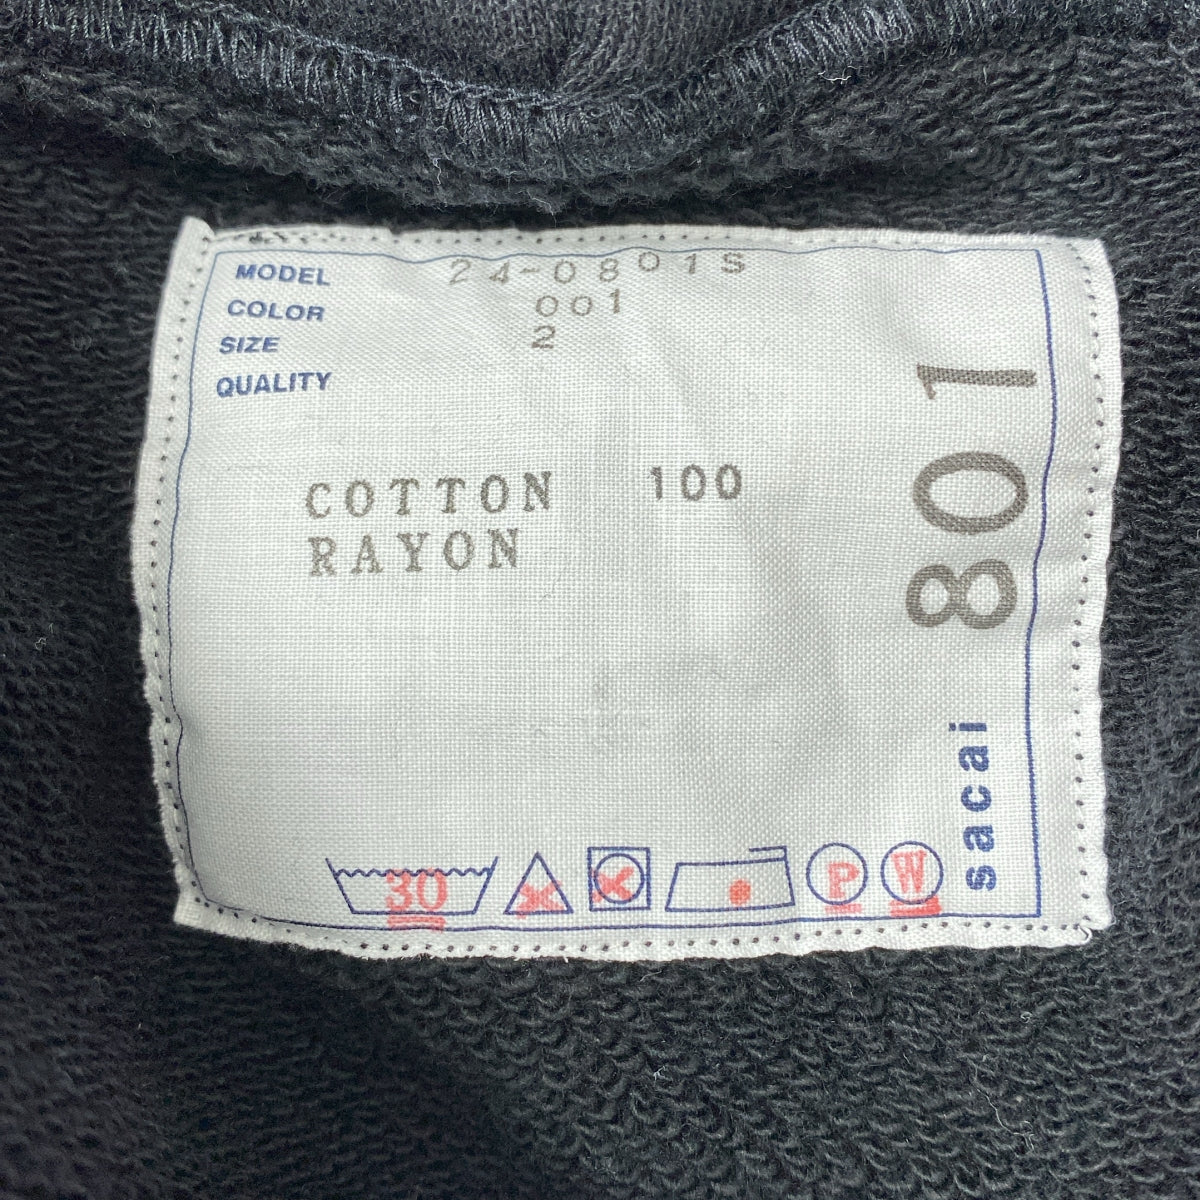 MODEL 24-0801S
COLOR 001
SIZE 2
QUALITY
COTTON 100
RAYON
801
sacai
30
P
W